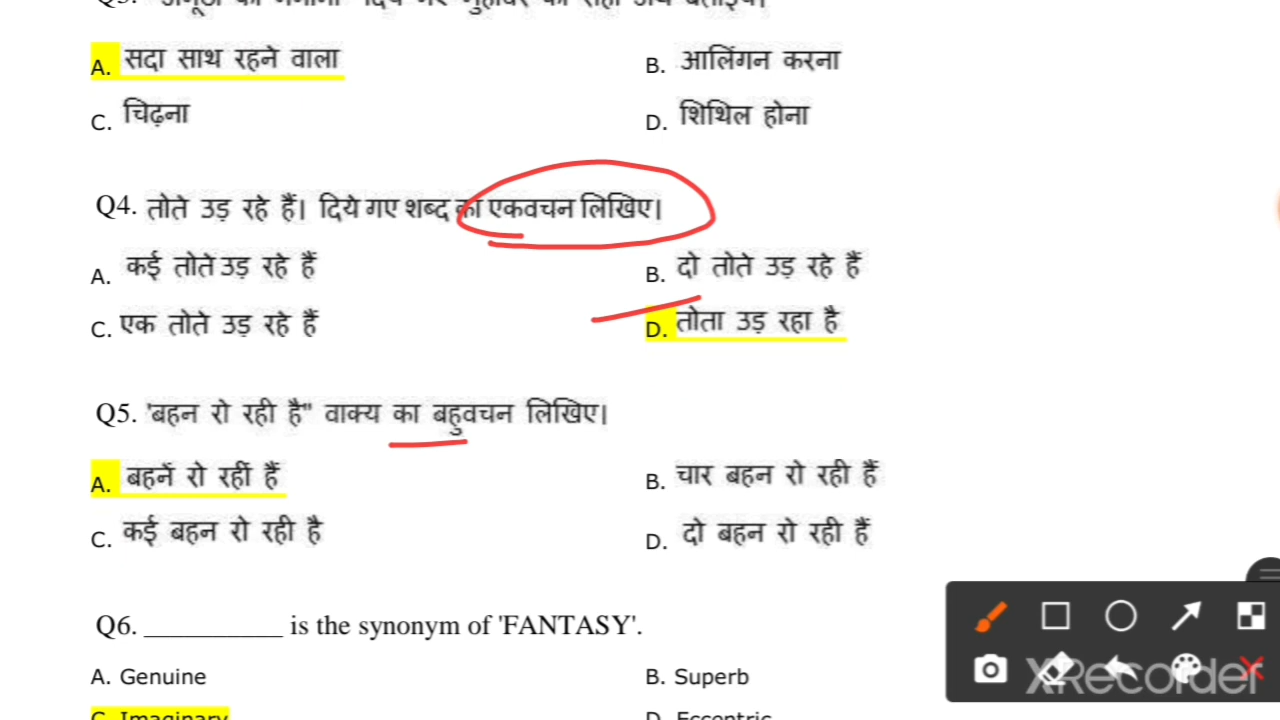 A. सदा साथ रहने वाला B. आलिंगन करना
C. चिढ़ना D. शिथिल होना
Q4. तोते उड़ रहे हैं। दिये गए शब्द का एकवचन लिखिए।
A. कई तोते उड़ रहे हैं B. दो तोते उड़ रहे हैं
C. एक तोते उड़ रहे हैं D. तोता उड़ रहा है
Q5. 'बहन रो रही है" वाक्य का बहुवचन लिखिए।
A. बहनें रो रहीं हैं B. चार बहन रो रही हैं
C. कई बहन रो रही है D. दो बहन रो रही हैं
Q6. __________ is the synonym of 'FANTASY'.
A. Genuine B. Superb
C. Imaginary D. Eccentric
XRecorder